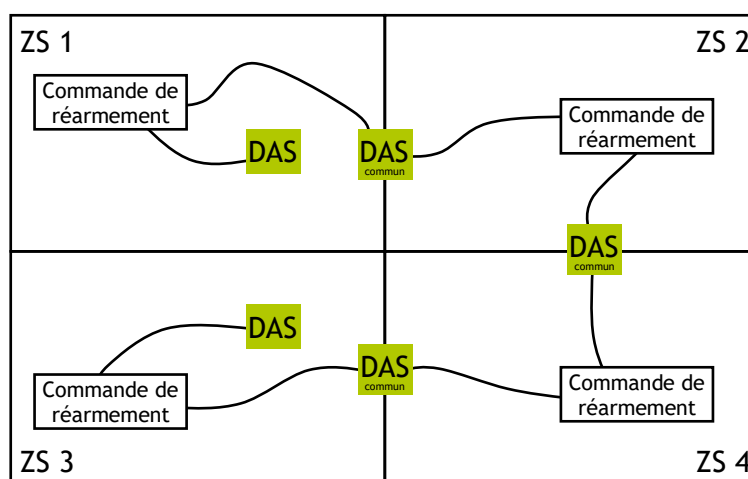 ZS 1
ZS 2
Commande de
réarmement
Commande de
réarmement
DAS
DAS
commun
DAS
commun
DAS
DAS
commun
Commande de
réarmement
Commande de
réarmement
ZS 3
ZS 4